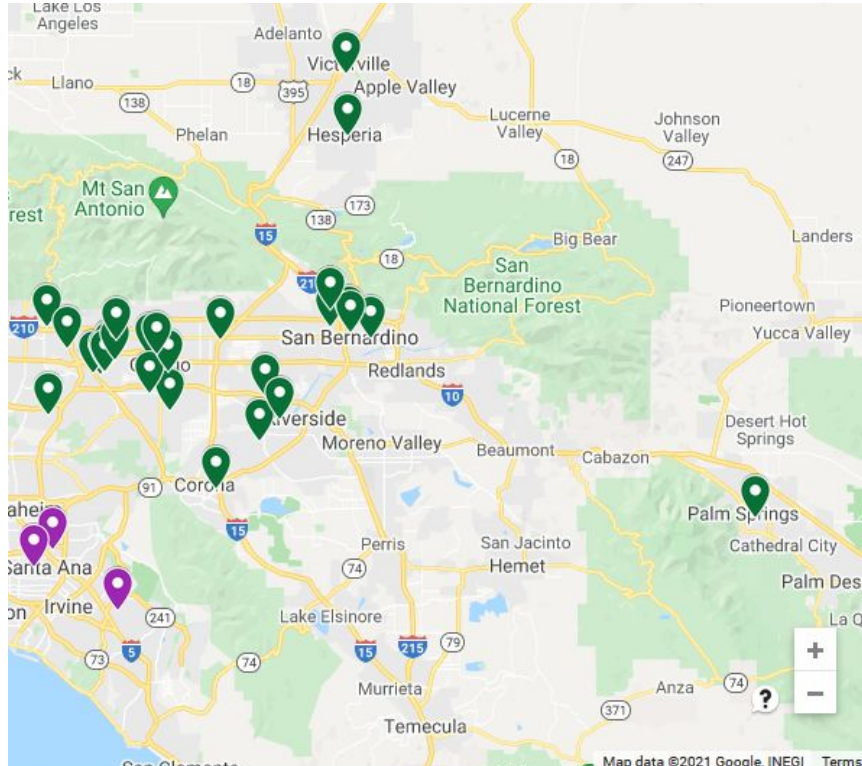 Lake Los
Angeles
Adelanto
Victorville
Llano
18
395
Apple Valley
138
Phelan
Hesperia
Lucerne
Valley
Johnson
Valley
18
247
Mt San
Antonio
rest
173
138
15
18
Big Bear
Landers
San
Bernardino
National Forest
Pioneertown
210
San Bernardino
Yucca Valley
Redlands
10
Riverside
Moreno Valley
Beaumont
Cabazon
Desert Hot
Springs
91
Corona
Palm Springs
15
Perris
San Jacinto
Hemet
Cathedral City
Santa Ana
74
Palm Des
Irvine
241
Lake Elsinore
La Q
5
73
74
15
215
79
Murrieta
Anza
74
?
371
Temecula
+
−
Map data ©2021 Google, INEGI Terms